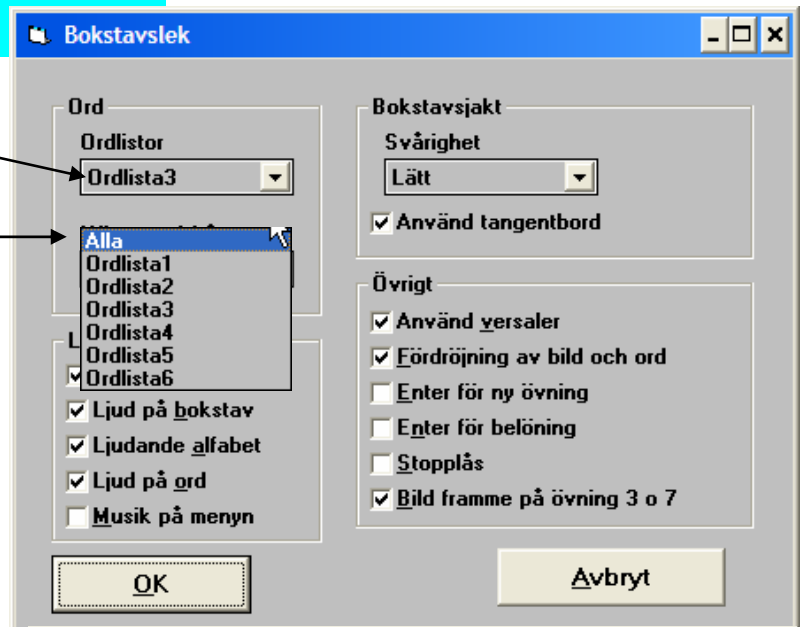 Bokstavslek
Ord
Ordlistor
Ordlista3
Alla
Ordlista1
Ordlista2
Ordlista3
Ordlista4
Ordlista5
Ordlista6
L
Ljud på bokstav
Ljudande alfabet
Ljud på ord
Musik på menyn
Bokstavsjakt
Svårighet
Lätt
Använd tangentbord
Övrigt
Använd versaler
Fördröjning av bild och ord
Enter för ny övning
Enter för belöning
Stopplås
Bild framme på övning 3 o 7
OK
Avbryt